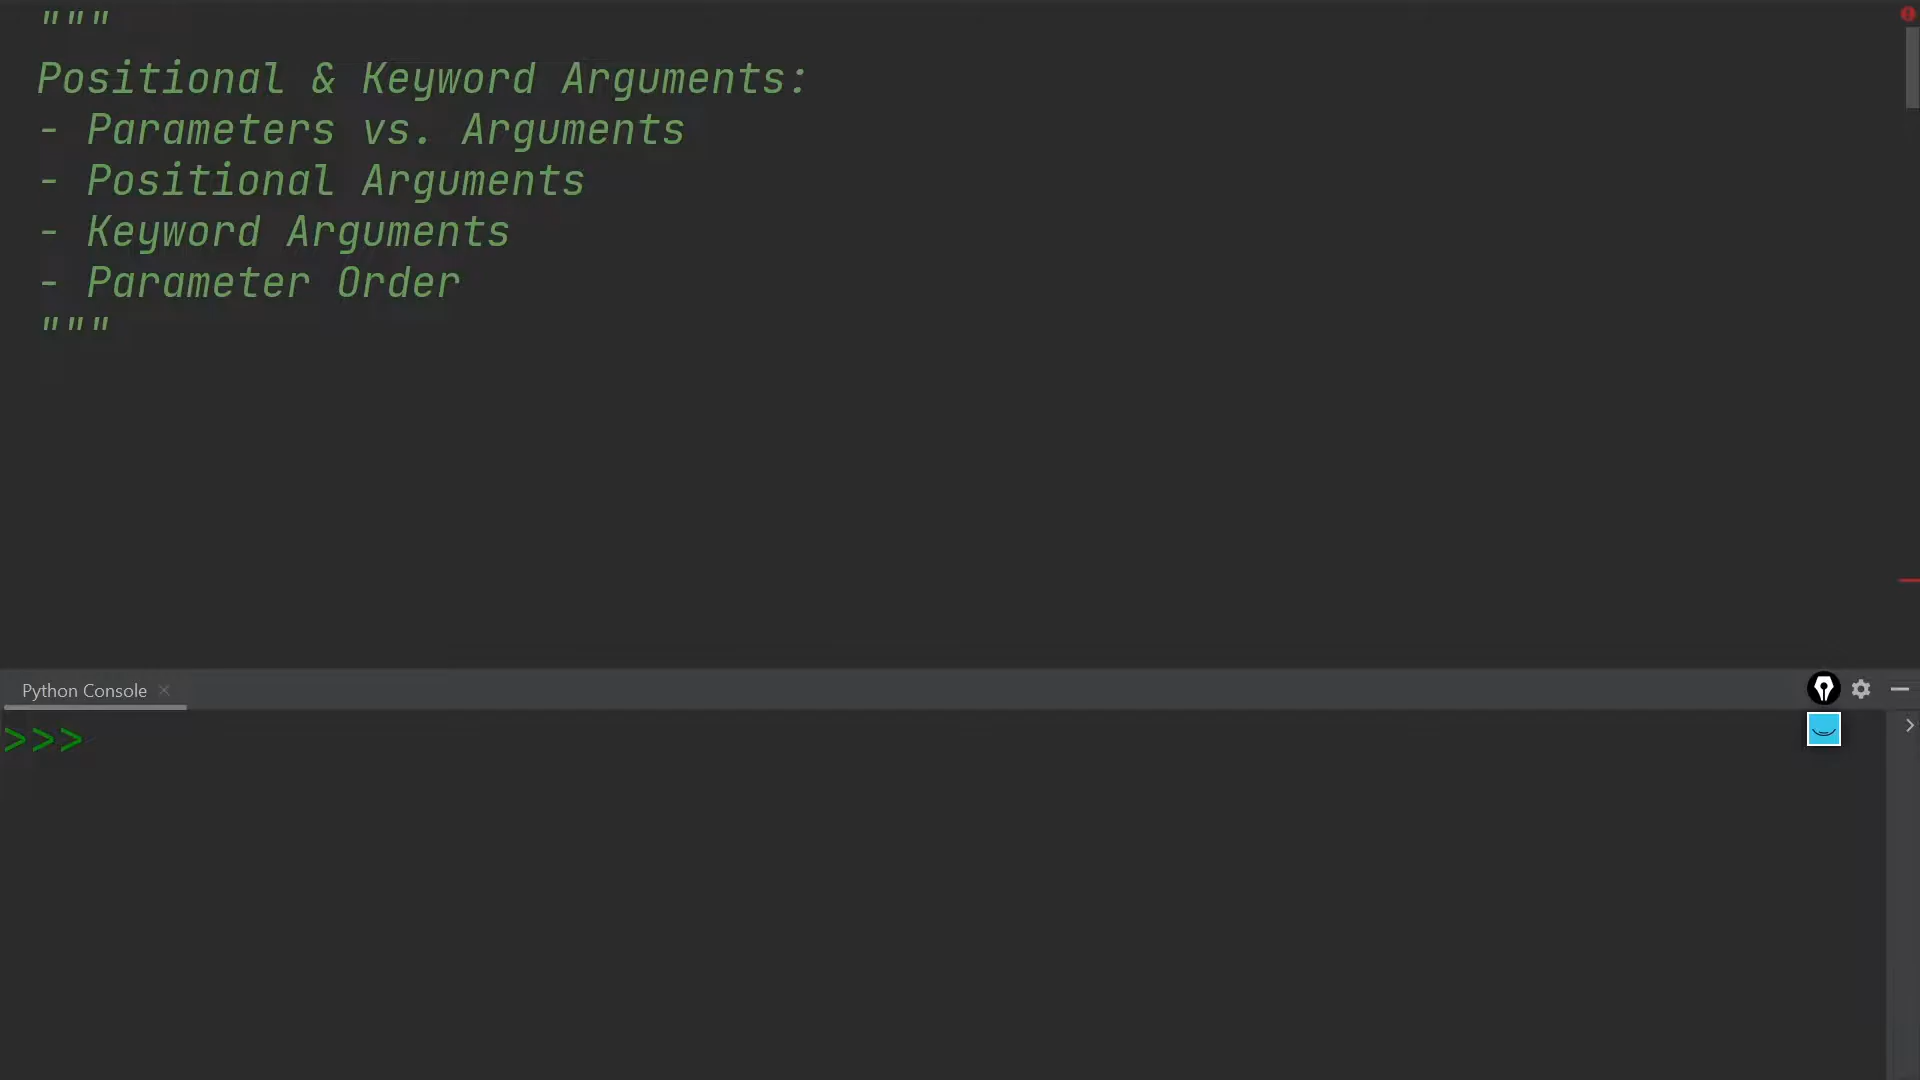 """
Positional & Keyword Arguments:
- Parameters vs. Arguments
- Positional Arguments
- Keyword Arguments
- Parameter Order
"""
Python Console
>>>